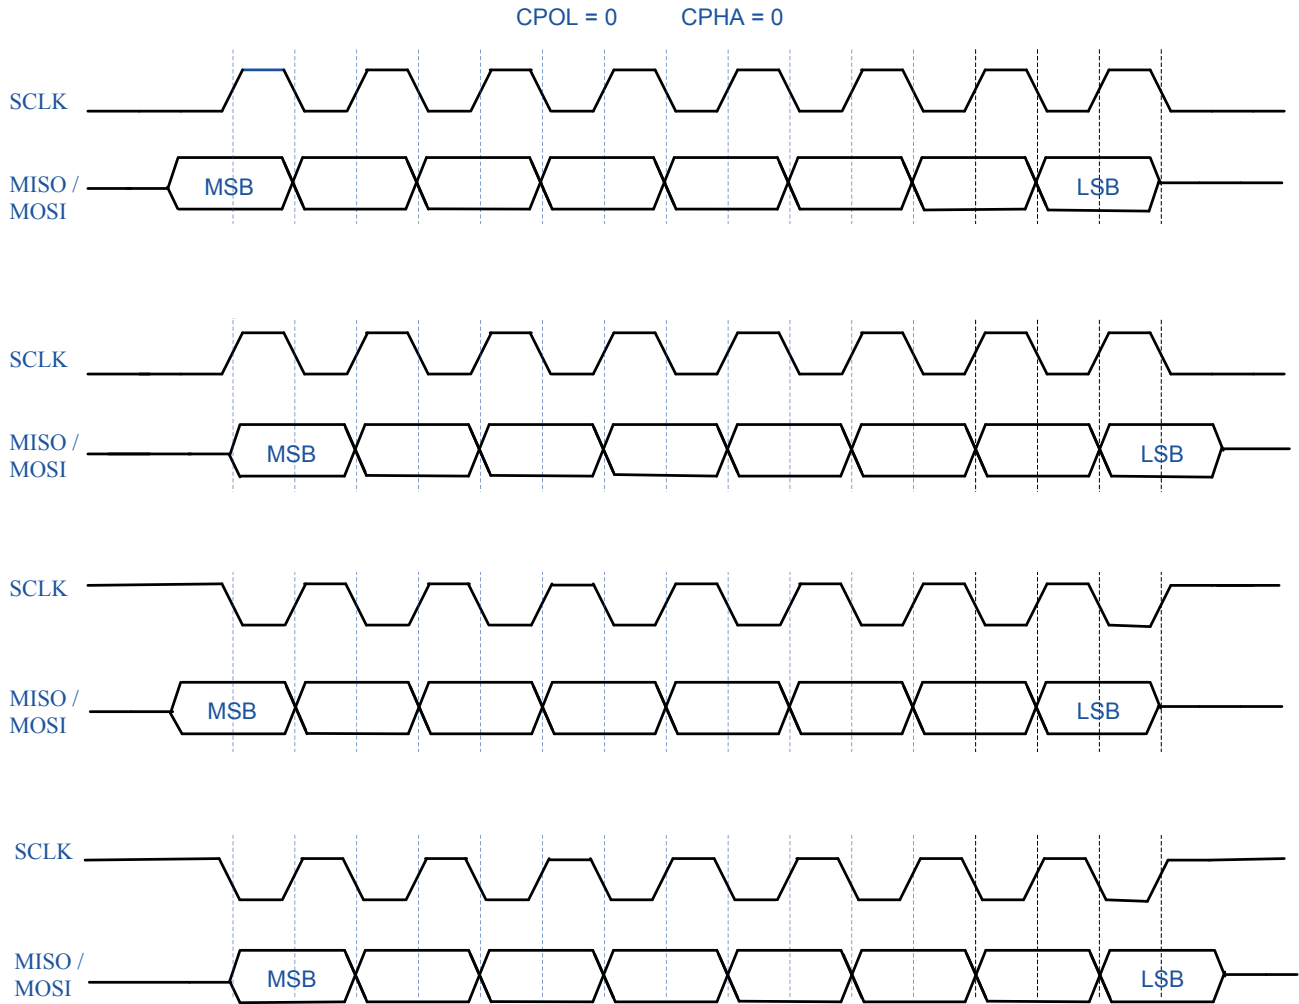 CPOL = 0 CPHA = 0
SCLK
MISO /
MOSI
MSB
LSB
SCLK
MISO /
MOSI
MSB
LSB
SCLK
MISO /
MOSI
MSB
LSB
SCLK
MISO /
MOSI
MSB
LSB